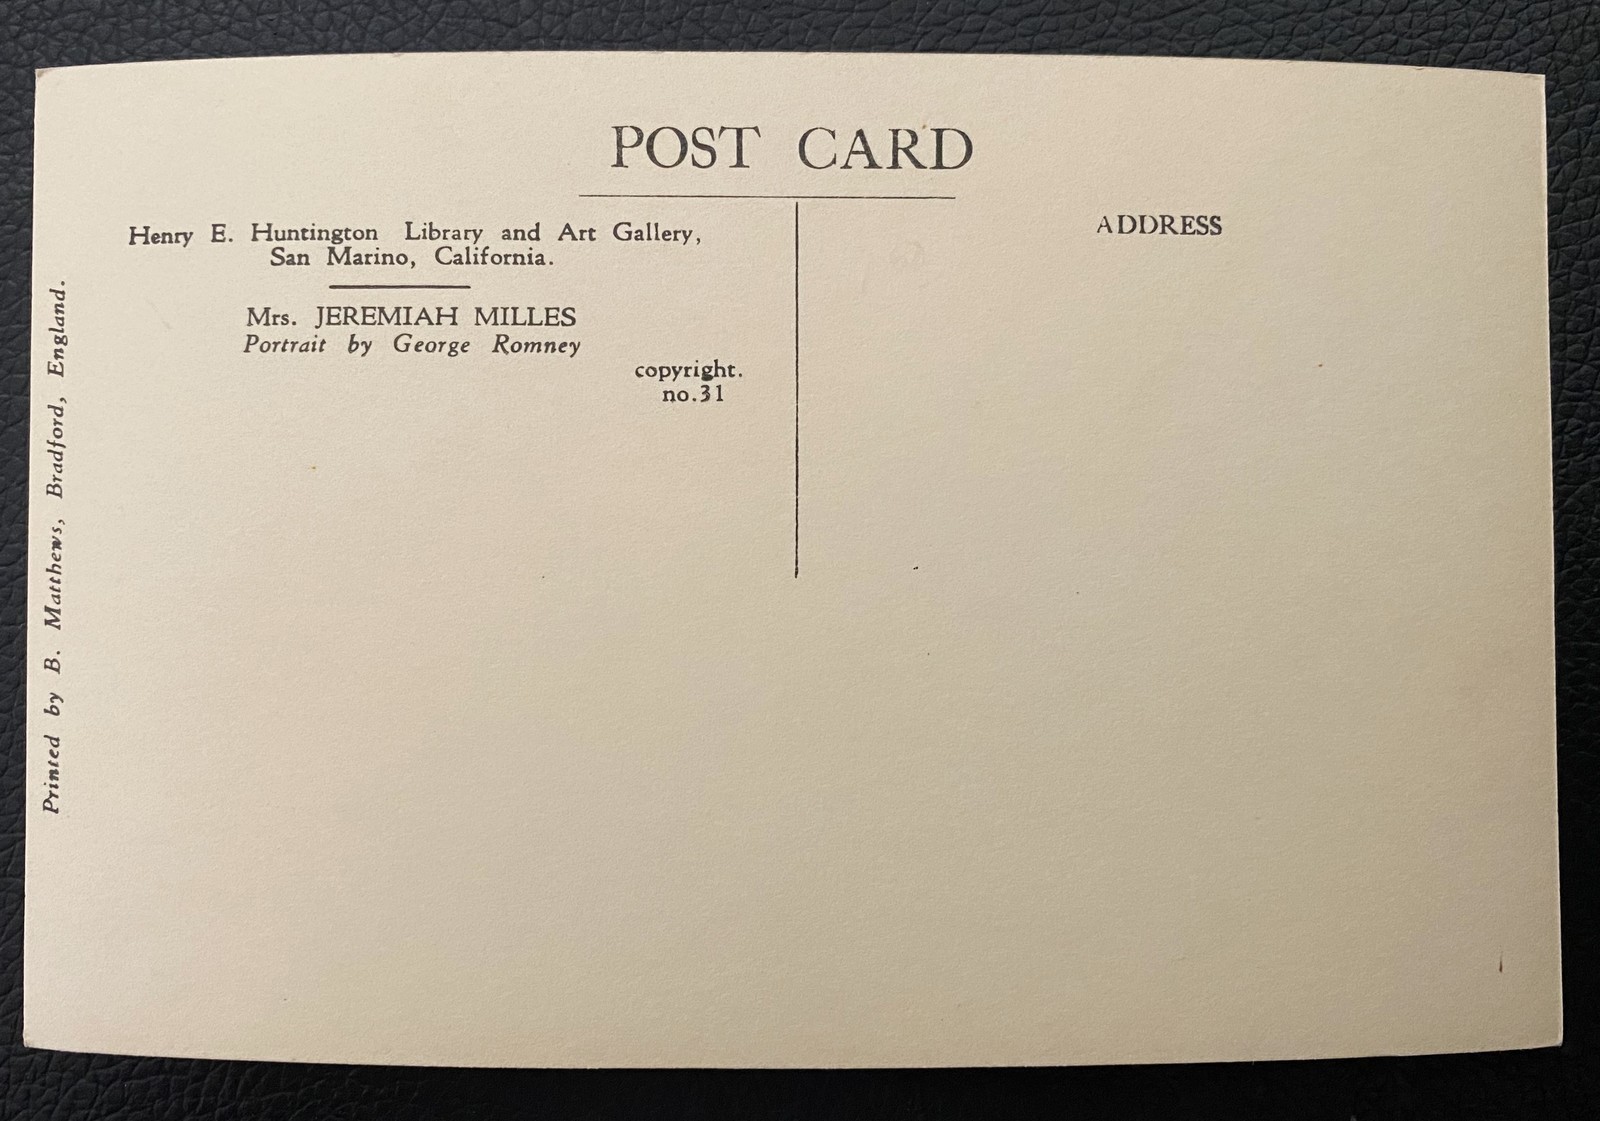 POST CARD
Henry E. Huntington Library and Art Gallery,
San Marino, California.
Mrs. JEREMIAH MILLES
Portrait by George Romney
copyright.
no.31
ADDRESS
Printed by B. Matthews, Bradford, England.